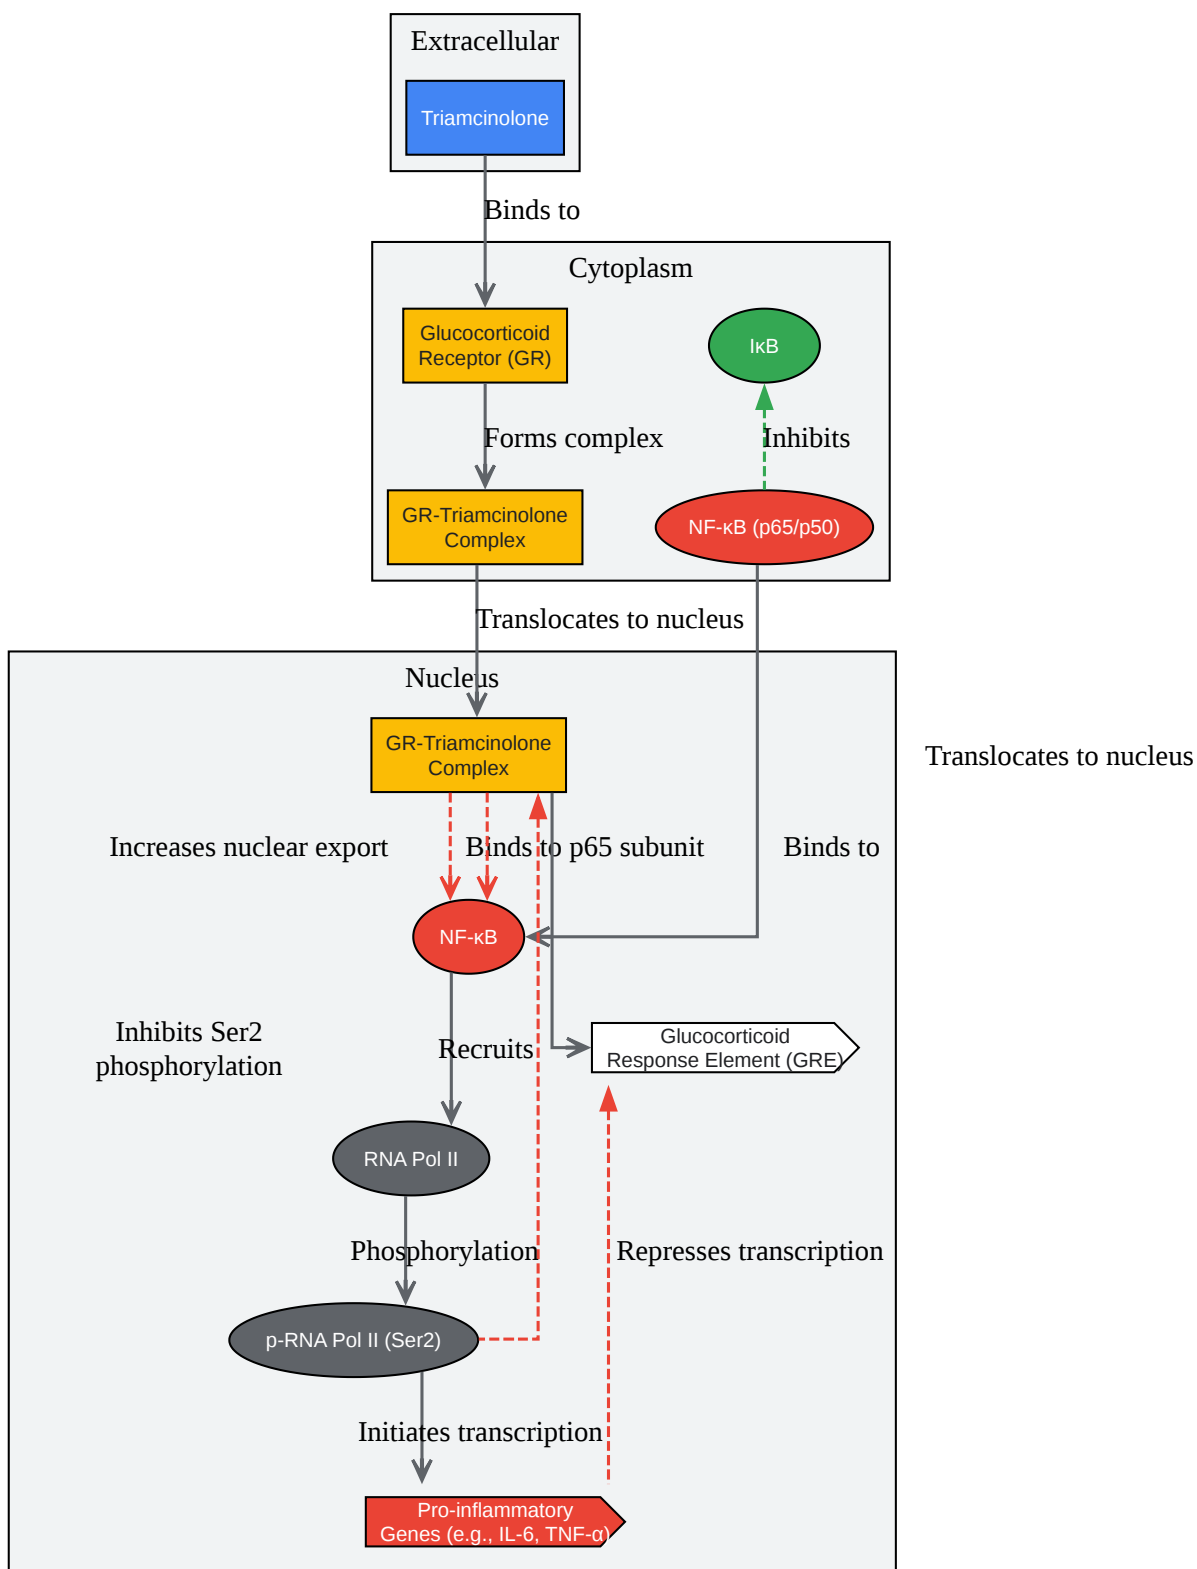 Extracellular
Triamcinolone
Binds to
Cytoplasm
Glucocorticoid
Receptor (GR)
IκB
Forms complex
Inhibits
GR-Triamcinolone
Complex
NF-κB (p65/p50)
Translocates to nucleus
Nucleus
GR-Triamcinolone
Complex
Translocates to nucleus
Increases nuclear export
Binds to p65 subunit
Binds to
NF-κB
Inhibits Ser2
phosphorylation
Recruits
Glucocorticoid
Response Element (GRE)
RNA Pol II
Phosphorylation
Represses transcription
p-RNA Pol II (Ser2)
Initiates transcription
Pro-inflammatory
Genes (e.g., IL-6, TNF-α)